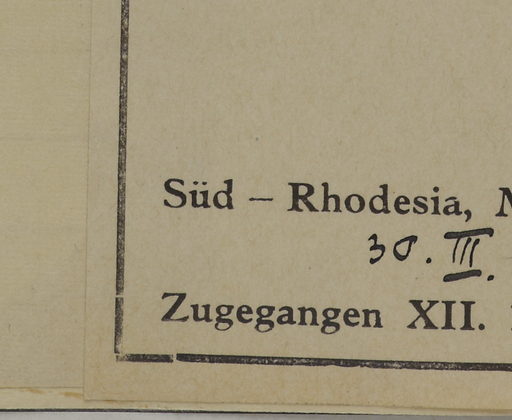 Süd – Rhodesia,
30. III.
Zugegangen XII.